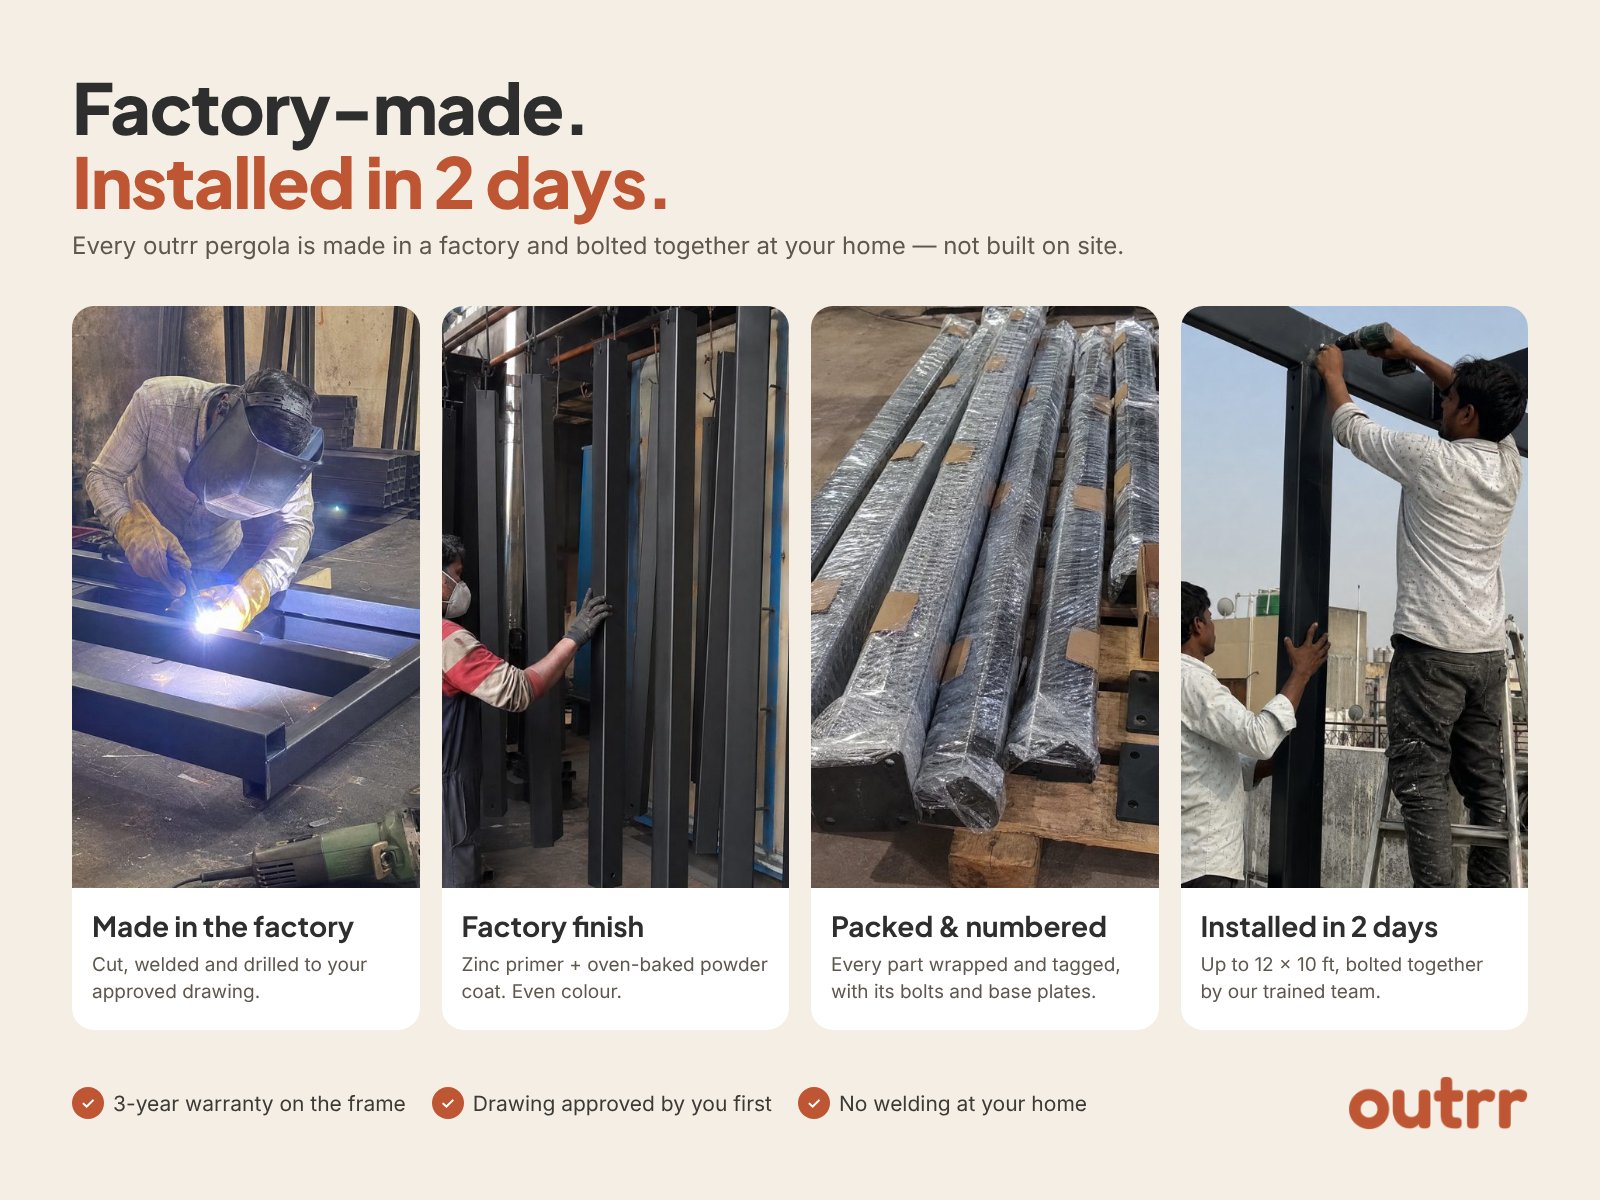 Factory-made.
Installed in 2 days.
Every outrr pergola is made in a factory and bolted together at your home — not built on site.
Made in the factory
Cut, welded and drilled to your
approved drawing.
Factory finish
Zinc primer + oven-baked powder
coat. Even colour.
Packed & numbered
Every part wrapped and tagged,
with its bolts and base plates.
Installed in 2 days
Up to 12 × 10 ft, bolted together
by our trained team.
3-year warranty on the frame
Drawing approved by you first
No welding at your home
outrr